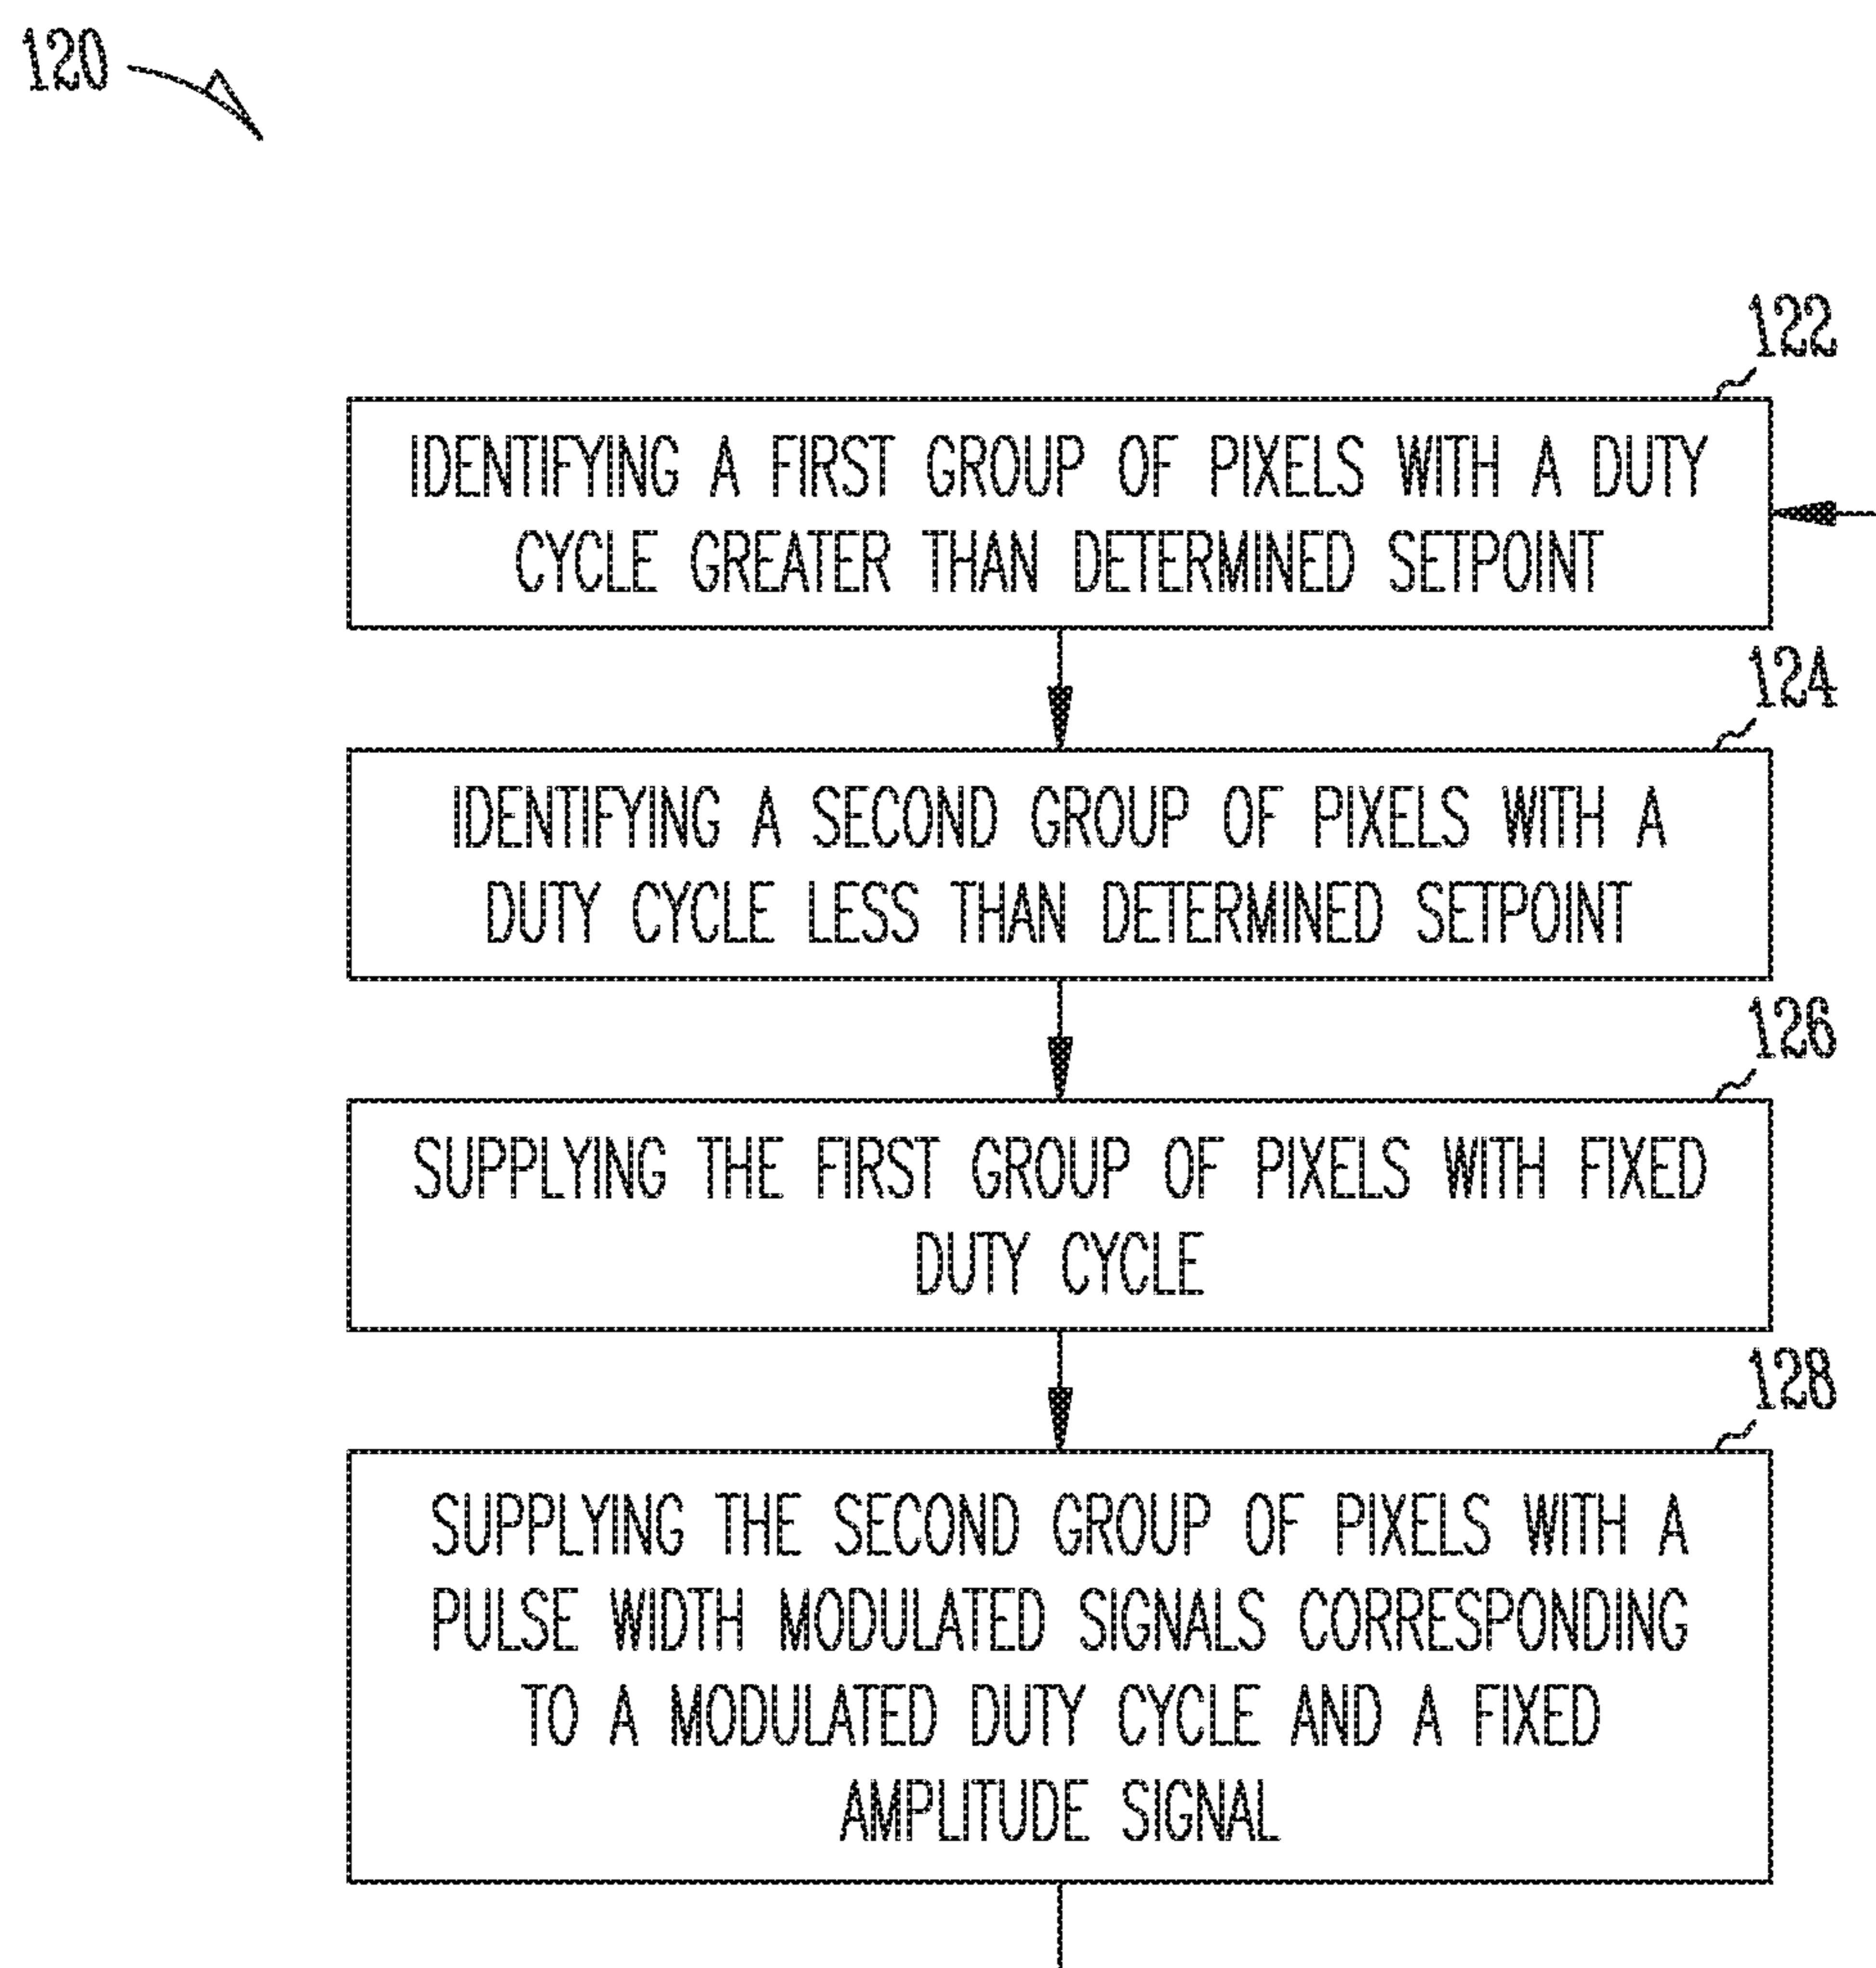 120
122
IDENTIFYING A FIRST GROUP OF PIXELS WITH A DUTY
CYCLE GREATER THAN DETERMINED SETPOINT
124
IDENTIFYING A SECOND GROUP OF PIXELS WITH A
DUTY CYCLE LESS THAN DETERMINED SETPOINT
126
SUPPLYING THE FIRST GROUP OF PIXELS WITH FIXED
DUTY CYCLE
128
SUPPLYING THE SECOND GROUP OF PIXELS WITH A
PULSE WIDTH MODULATED SIGNALS CORRESPONDING
TO A MODULATED DUTY CYCLE AND A FIXED
AMPLITUDE SIGNAL